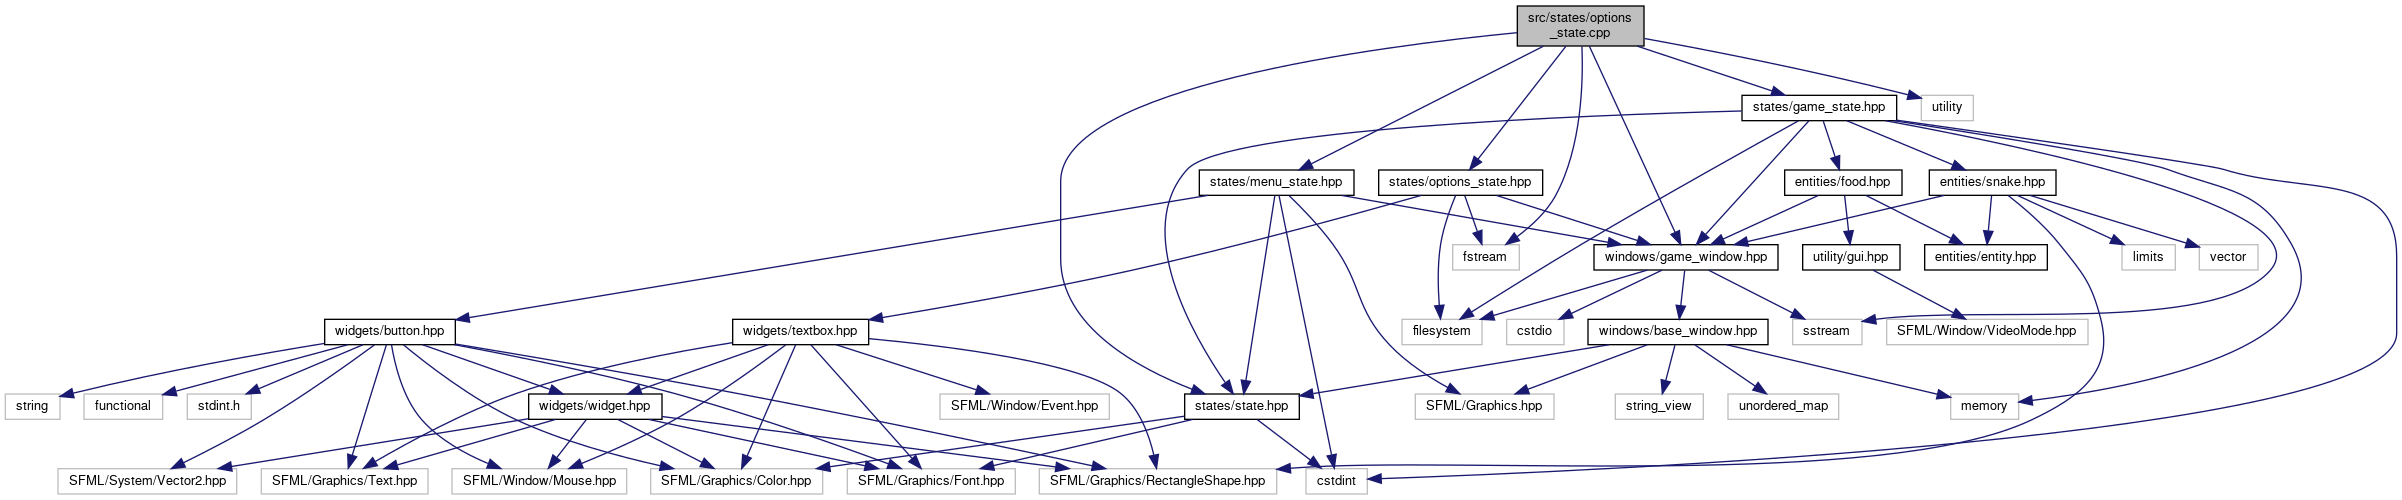 src/states/options
_state.cpp
states/game_state.hpp
utility
states/menu_state.hpp
states/options_state.hpp
entities/food.hpp
entities/snake.hpp
fstream
windows/game_window.hpp
utility/gui.hpp
entities/entity.hpp
limits
vector
widgets/button.hpp
widgets/textbox.hpp
filesystem
cstdio
windows/base_window.hpp
sstream
SFML/Window/VideoMode.hpp
string
functional
stdint.h
widgets/widget.hpp
SFML/Window/Event.hpp
states/state.hpp
SFML/Graphics.hpp
string_view
unordered_map
memory
SFML/System/Vector2.hpp
SFML/Graphics/Text.hpp
SFML/Window/Mouse.hpp
SFML/Graphics/Color.hpp
SFML/Graphics/Font.hpp
SFML/Graphics/RectangleShape.hpp
cstdint